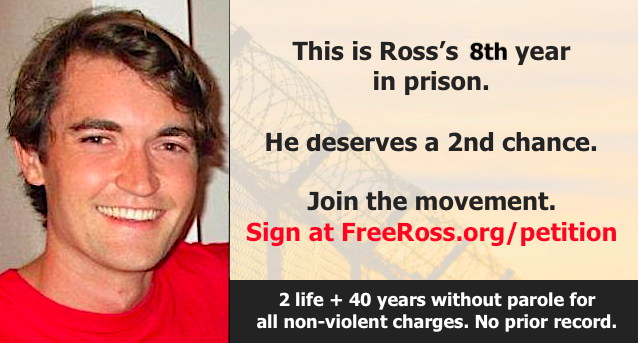 This is Ross’s 8th year
in prison.
He deserves a 2nd chance.
Join the movement.
Sign at FreeRoss.org/petition
2 life + 40 years without parole for
all non-violent charges. No prior record.